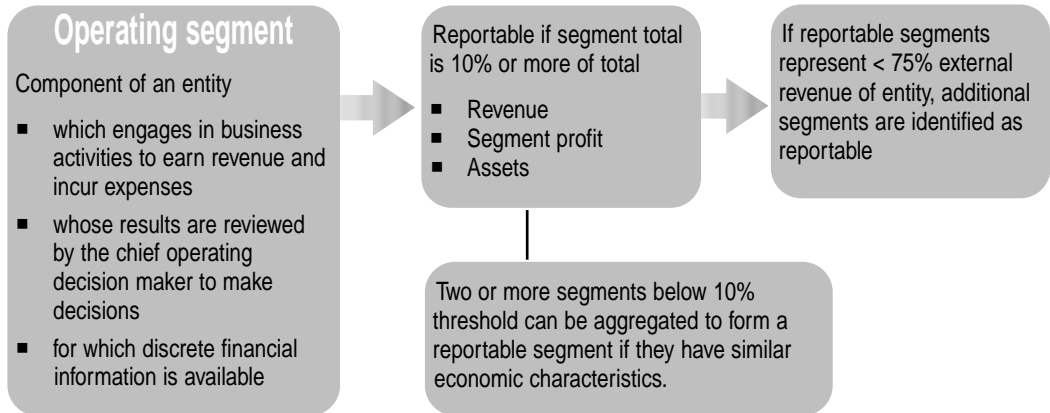 Operating segment
Component of an entity
■ which engages in business
activities to earn revenue and
incur expenses
■ whose results are reviewed
by the chief operating
decision maker to make
decisions
■ for which discrete financial
information is available
Reportable if segment total
is 10% or more of total
■ Revenue
■ Segment profit
■ Assets
Two or more segments below 10%
threshold can be aggregated to form a
reportable segment if they have similar
economic characteristics.
If reportable segments
represent < 75% external
revenue of entity, additional
segments are identified as
reportable